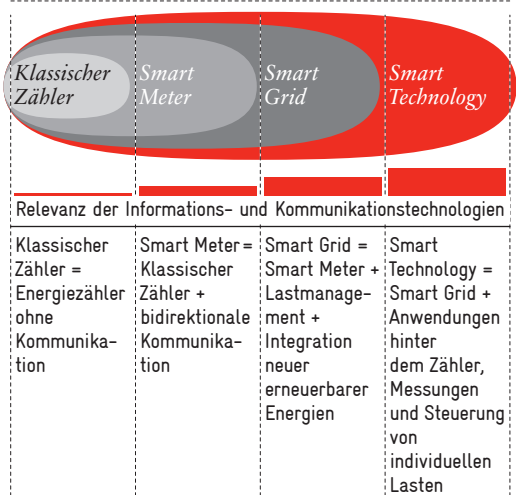 Klassischer
Zähler
Smart
Meter
Smart
Grid
Smart
Technology
Relevanz der Informations- und Kommunikationstechnologien
Klassischer
Zähler =
Energiezähler
ohne
Kommunika-
tion
Smart Meter =
Klassischer
Zähler +
bidirektionale
Kommunika-
tion
Smart Grid =
Smart Meter +
Lastmanage-
ment +
Integration
neuer
erneuerbarer
Energien
Smart
Technology =
Smart Grid +
Anwendungen
hinter
dem Zähler,
Messungen
und Steuerung
von
individuellen
Lasten